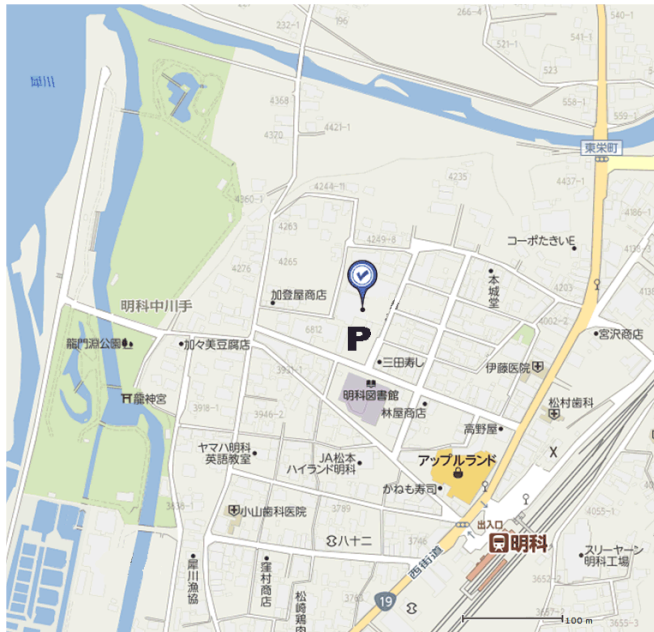 232-1
196
266-4
540-1
541-1
521-1
犀川
523
4368
558-1
4421-1
559-1
4320
東栄町
4235
4437-1
4244-11
4360-1
4186-1
4263
4249-8
コーポたきいE
4265
4276
本城堂
4203
加登屋商店
明科中川手
4002-2
6812
P
宮沢商店
龍門淵公園
加々美豆腐店
三田寿し
伊藤医院
3931-1
明科図書館
龍神宮
松村歯科
3918-1
3946-2
林屋商店
高野屋
ヤマハ明科
英語教室
JA松本
ハイランド明科
アップルランド
かねも寿司
3838-1
3789
小山歯科医院
出入口
4055-1
八十二
3746
明科
スリーヤーン
明科工場
犀川
漁協
窪村
商店
西街道
3652-2
松崎鶏肉
19
3655-3
100 m